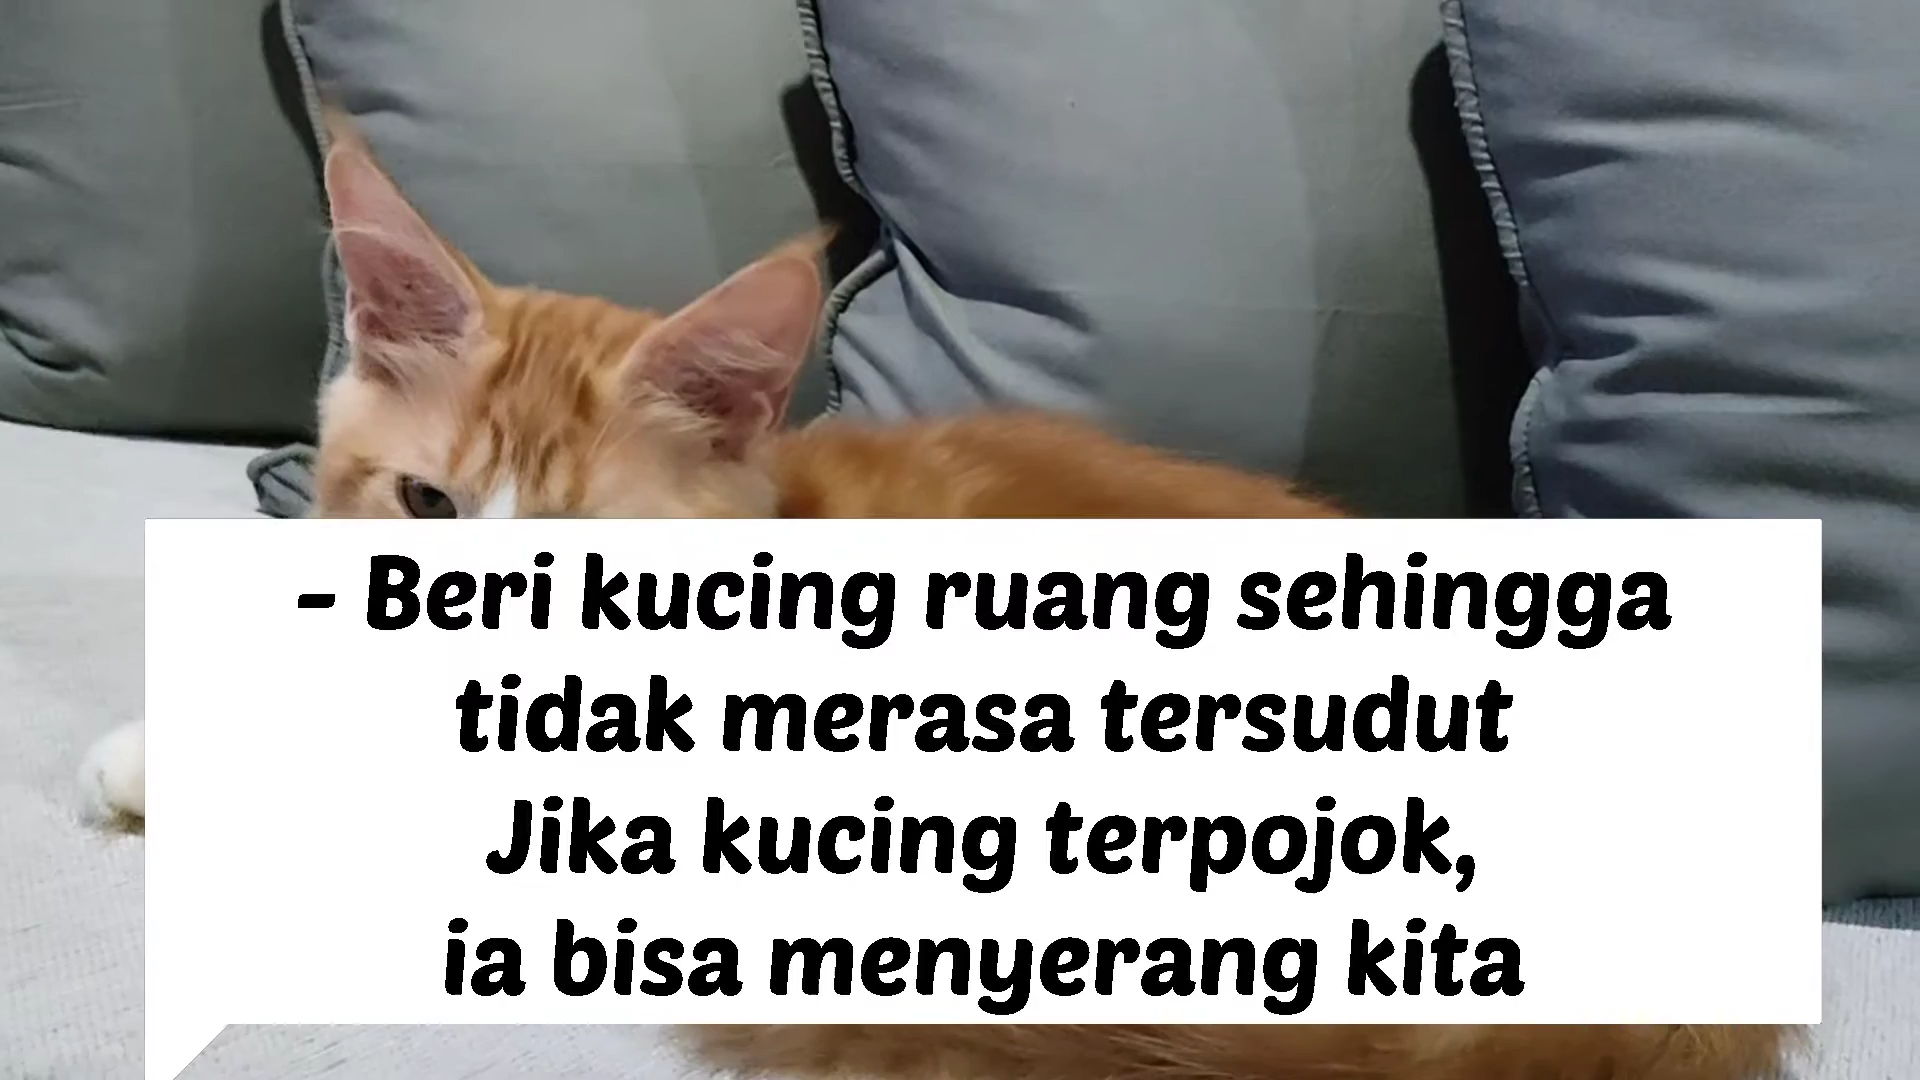 - Beri kucing ruang sehingga
tidak merasa tersudut
Jika kucing terpojok,
ia bisa menyerang kita